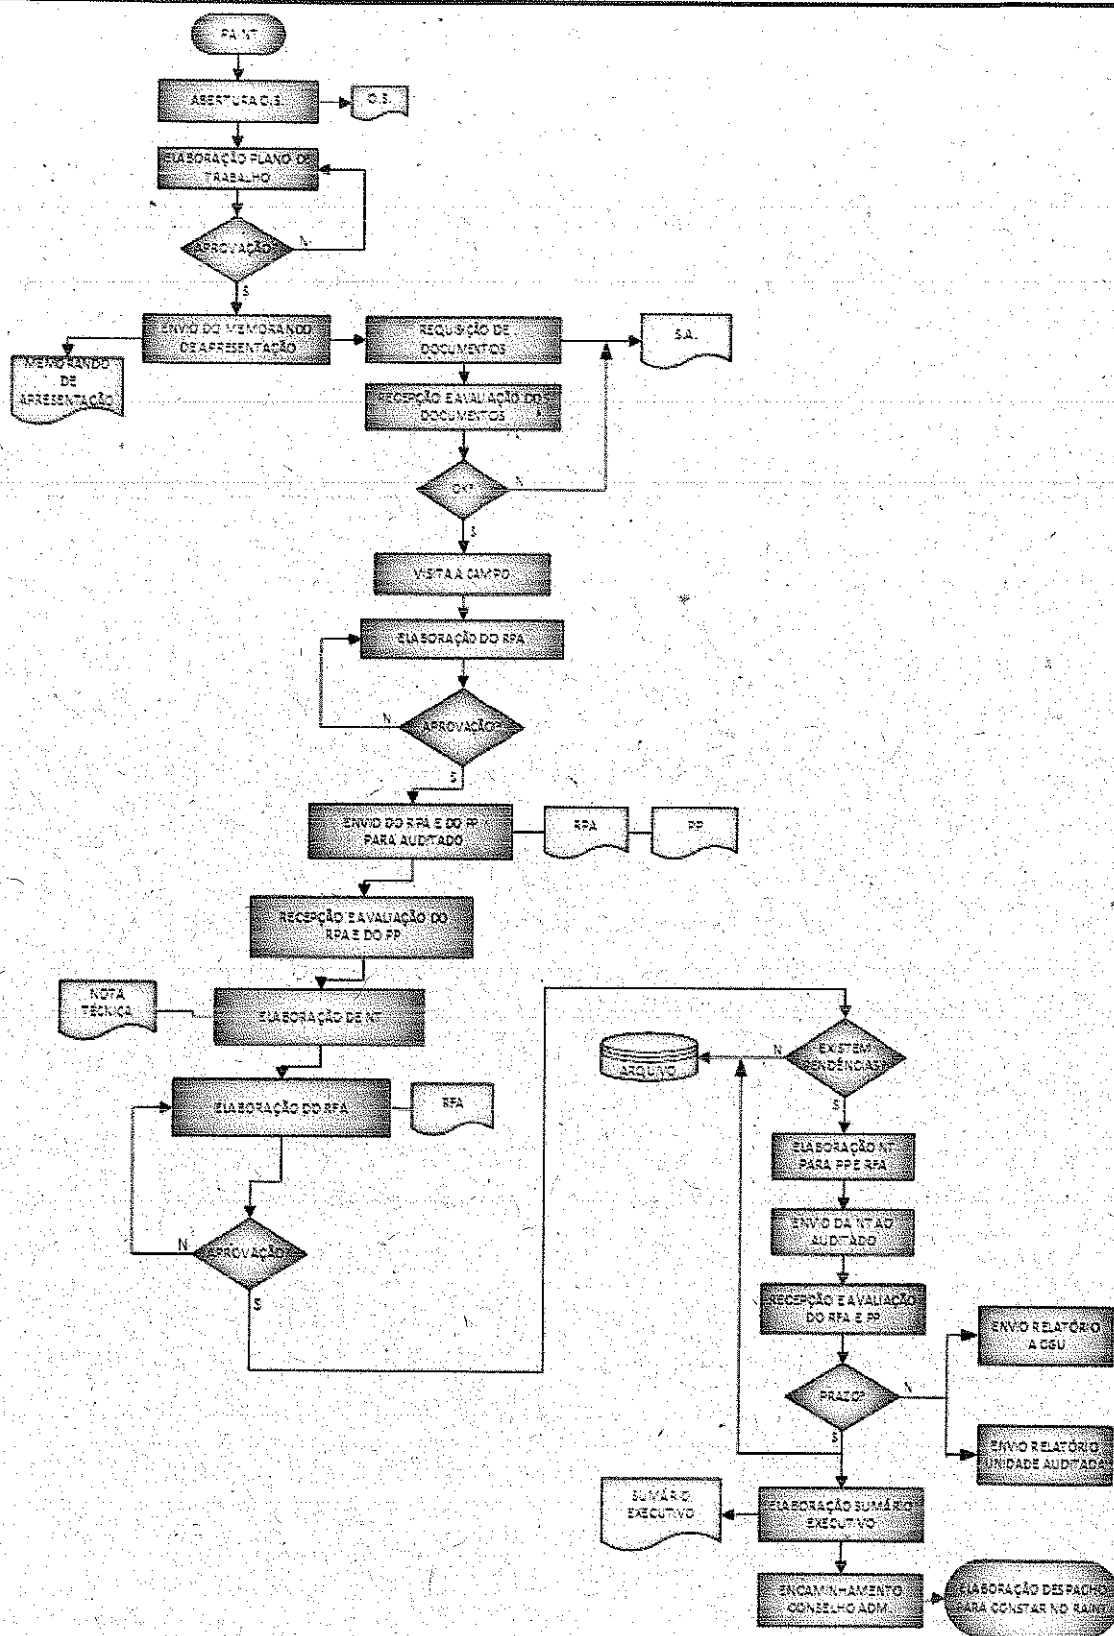 PAINT
ABERTURA O.S.
O.S.
ELABORAÇÃO PLANO DE
TRABALHO
APROVAÇÃO
N
S
ENVIO DO MEMORANDO
DE APRESENTAÇÃO
REQUISIÇÃO DE
DOCUMENTOS
S.A.
MEMORANDO
DE
APRESENTAÇÃO
RECEPÇÃO E AVALIAÇÃO DOS
DOCUMENTOS
OK?
N
S
VISITA A CAMPO
ELABORAÇÃO DO RPA
APROVAÇÃO?
N
S
ENVIO DO RPA E DO PP
PARA AUDITADO
RPA
PP
RECEPÇÃO E AVALIAÇÃO DO
RPA E DO PP
NOTA
TÉCNICA
ELABORAÇÃO DE NT
ELABORAÇÃO DO RFA
RFA
APROVAÇÃO
N
S
EXISTEM
PENDÊNCIAS?
N
S
ARQUIVO
ELABORAÇÃO NT
PARA PP E RFA
ENVIO DA NT AO
AUDITADO
RECEPÇÃO E AVALIAÇÃO
DO RFA E PP
PRAZO?
N
S
ENVIO RELATÓRIO
A CGU
ENVIO RELATÓRIO
UNIDADE AUDITADA
SUMÁRIO
EXECUTIVO
ELABORAÇÃO SUMÁRIO
EXECUTIVO
ENCAMINHAMENTO
CONSELHO ADM.
ELABORAÇÃO DESPACHO
PARA CONSTAR NO RAINT